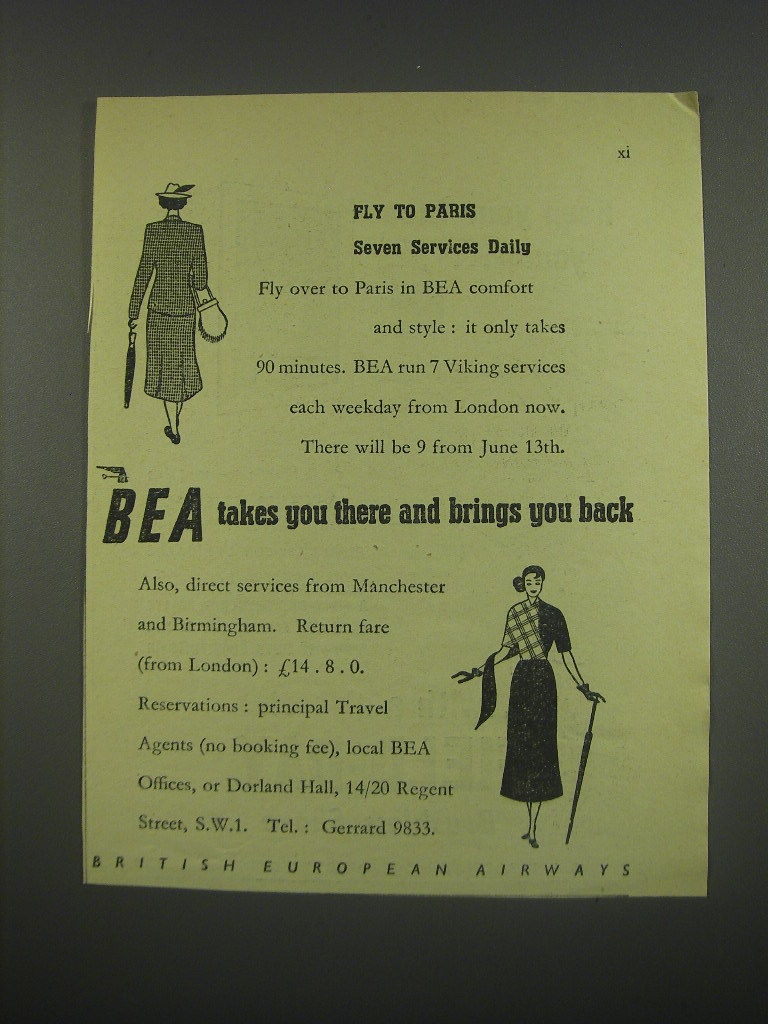 xi
FLY TO PARIS
Seven Services Daily
Fly over to Paris in BEA comfort
and style : it only takes
90 minutes. BEA run 7 Viking services
each weekday from London now.
There will be 9 from June 13th.
BEA takes you there and brings you back
Also, direct services from Manchester
and Birmingham. Return fare
(from London) : £14 . 8 . 0.
Reservations : principal Travel
Agents (no booking fee), local BEA
Offices, or Dorland Hall, 14/20 Regent
Street, S.W.1. Tel. : Gerrard 9833.
BRITISH EUROPEAN AIRWAYS